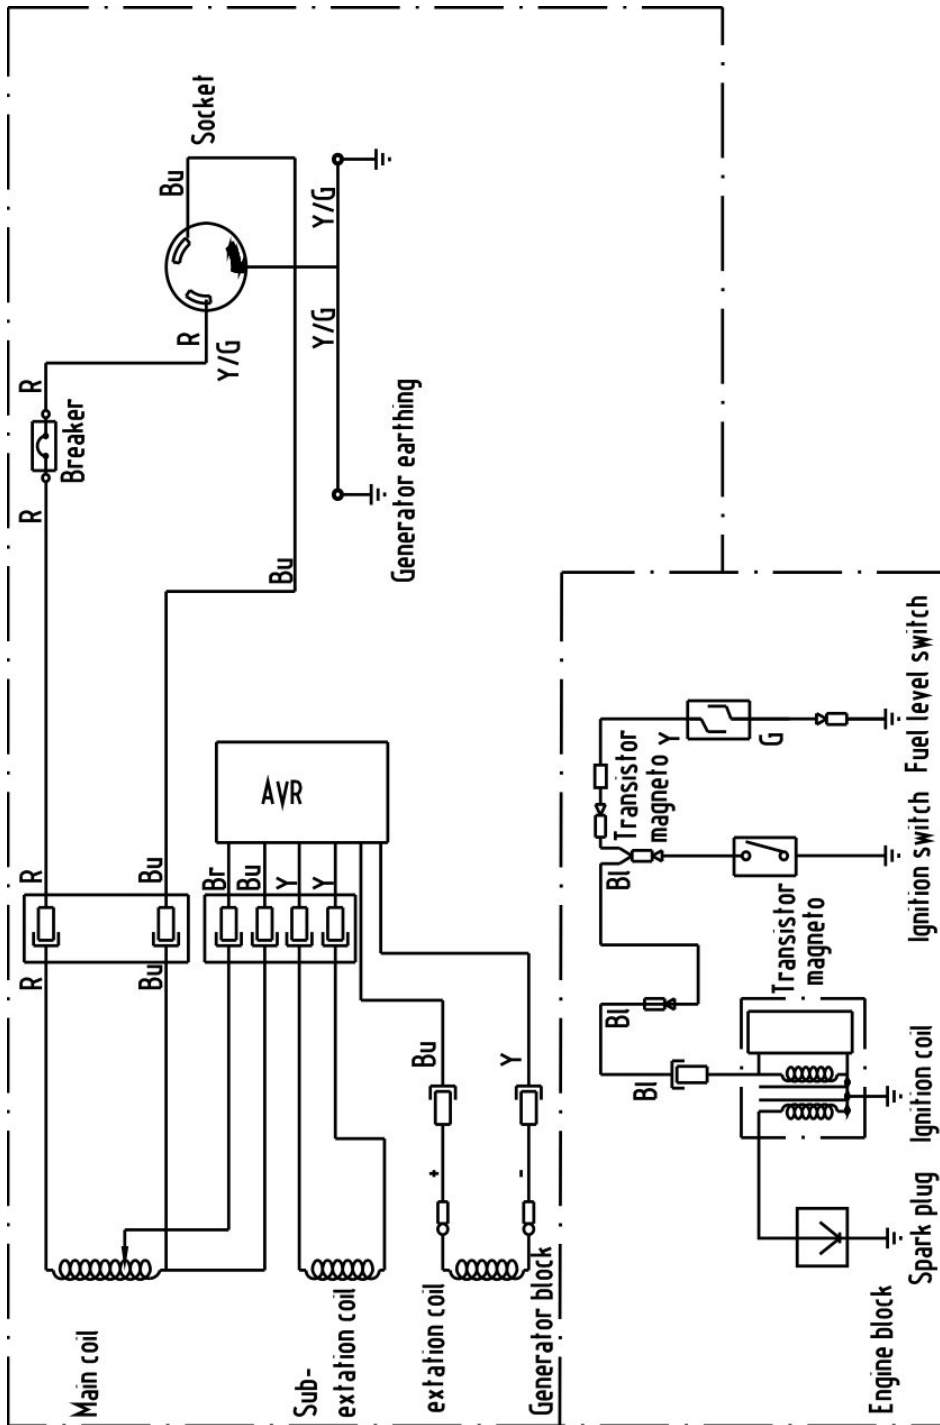 R
R
R
R
Main coil
Breaker
Bu
Bu
Bu
R
Socket
Br
Y/G
Bu
Bu
Y
Sub-
extation coil
Y
Y/G
Y/G
AVR
Generator earthing
extation coil
Bu
+
-
Y
Generator block
Bl
Bl
Bl
Transistor
magneto
Y
G
Transistor
magneto
Engine block
Spark plug
Ignition coil
Ignition switch
Fuel level switch